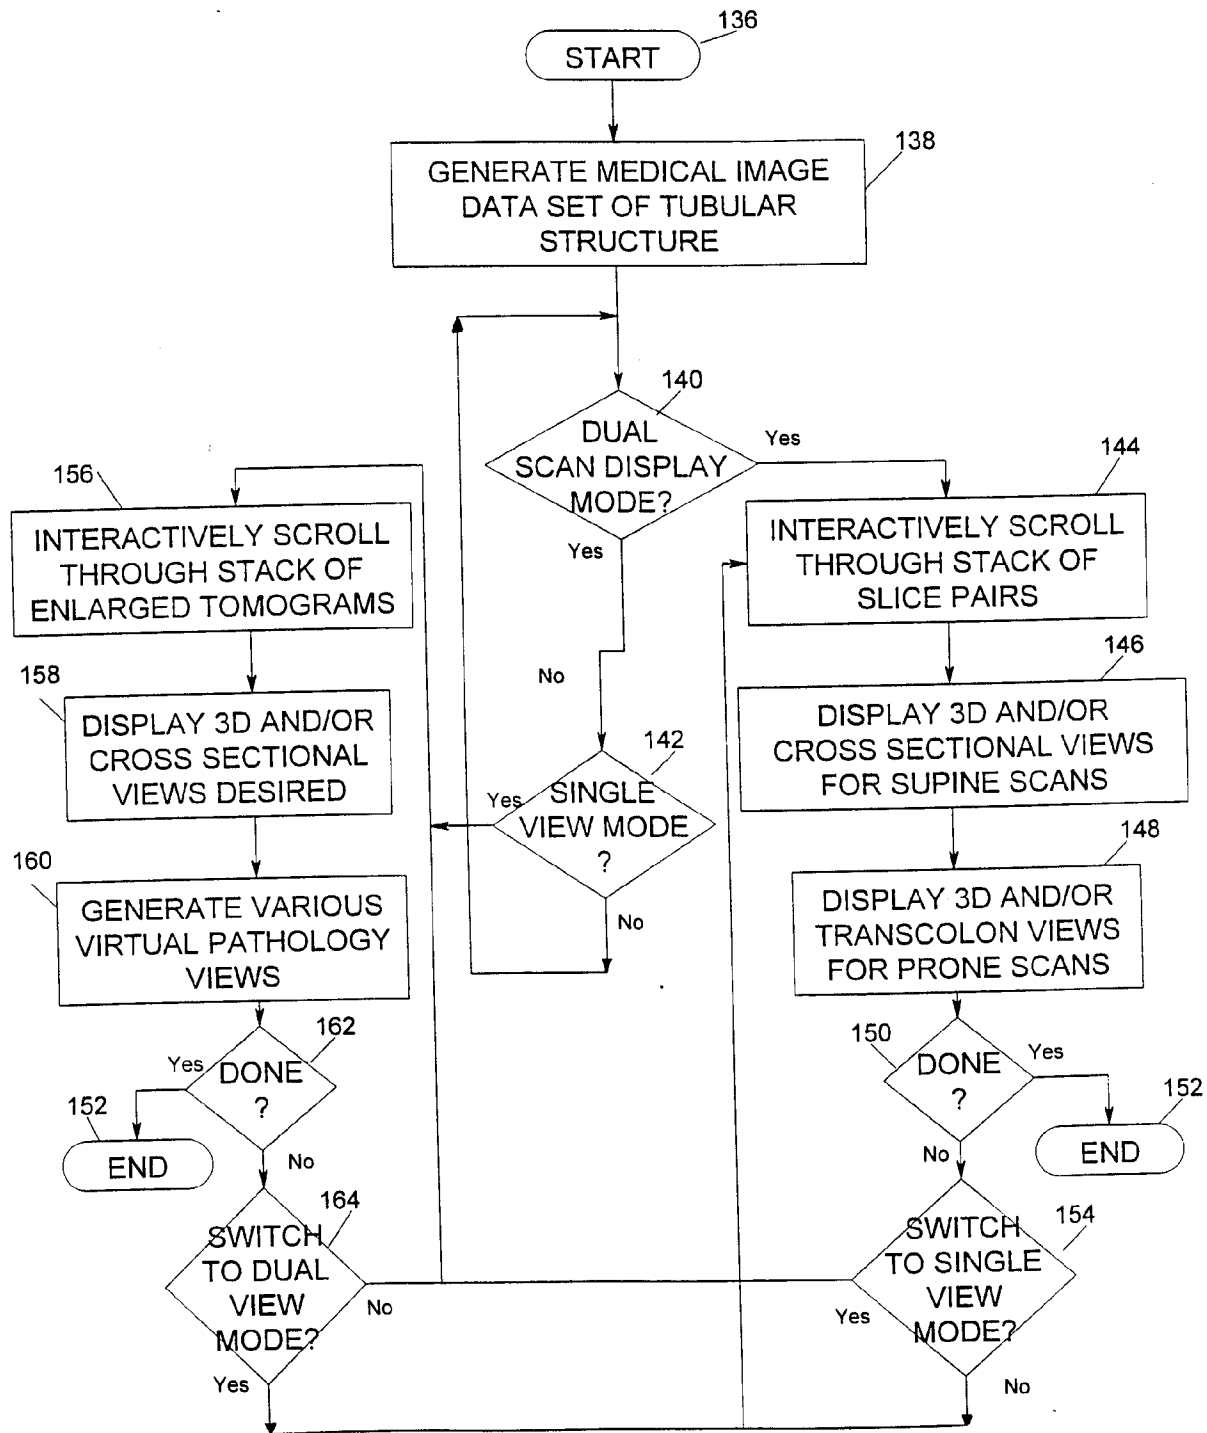 136
START
138
GENERATE MEDICAL IMAGE
DATA SET OF TUBULAR
STRUCTURE
140
DUAL
SCAN DISPLAY
MODE?
Yes
Yes
No
144
INTERACTIVELY SCROLL
THROUGH STACK OF
SLICE PAIRS
156
INTERACTIVELY SCROLL
THROUGH STACK OF
ENLARGED TOMOGRAMS
146
DISPLAY 3D AND/OR
CROSS SECTIONAL VIEWS
FOR SUPINE SCANS
158
DISPLAY 3D AND/OR
CROSS SECTIONAL
VIEWS DESIRED
142
SINGLE
VIEW MODE
?
Yes
No
148
DISPLAY 3D AND/OR
TRANSCOLON VIEWS
FOR PRONE SCANS
160
GENERATE VARIOUS
VIRTUAL PATHOLOGY
VIEWS
162
DONE
?
Yes
No
152
END
150
DONE
?
Yes
No
152
END
164
SWITCH
TO DUAL
VIEW
MODE?
No
Yes
154
SWITCH
TO SINGLE
VIEW
MODE?
Yes
No